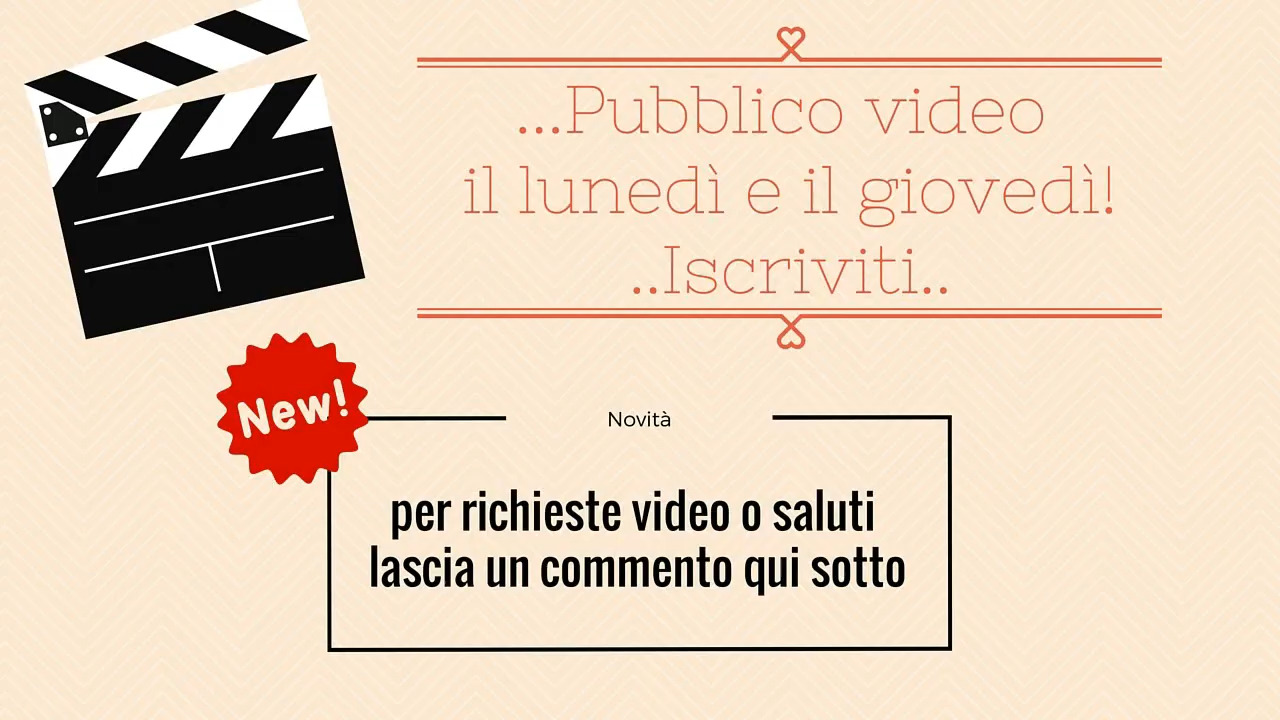 ...Pubblico video
il lunedì e il giovedì!
..Iscriviti..
New!
Novità
per richieste video o saluti
lascia un commento qui sotto